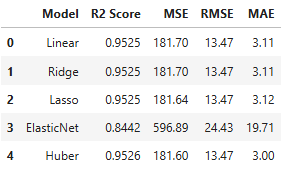 Model R2 Score MSE RMSE MAE
0 Linear 0.9525 181.70 13.47 3.11
1 Ridge 0.9525 181.70 13.47 3.11
2 Lasso 0.9525 181.64 13.47 3.12
3 ElasticNet 0.8442 596.89 24.43 19.71
4 Huber 0.9526 181.60 13.47 3.00